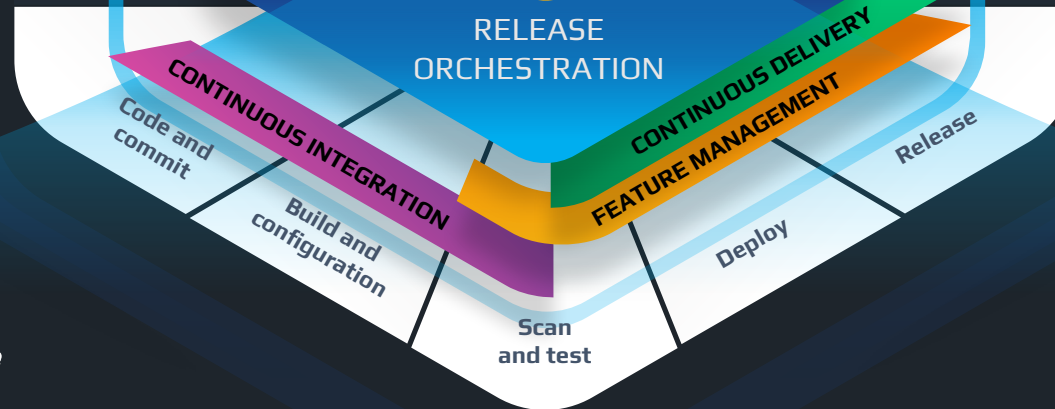 RELEASE
ORCHESTRATION
CONTINUOUS INTEGRATION
CONTINUOUS DELIVERY
FEATURE MANAGEMENT
Code and
commit
Build and
configuration
Scan
and test
Deploy
Release